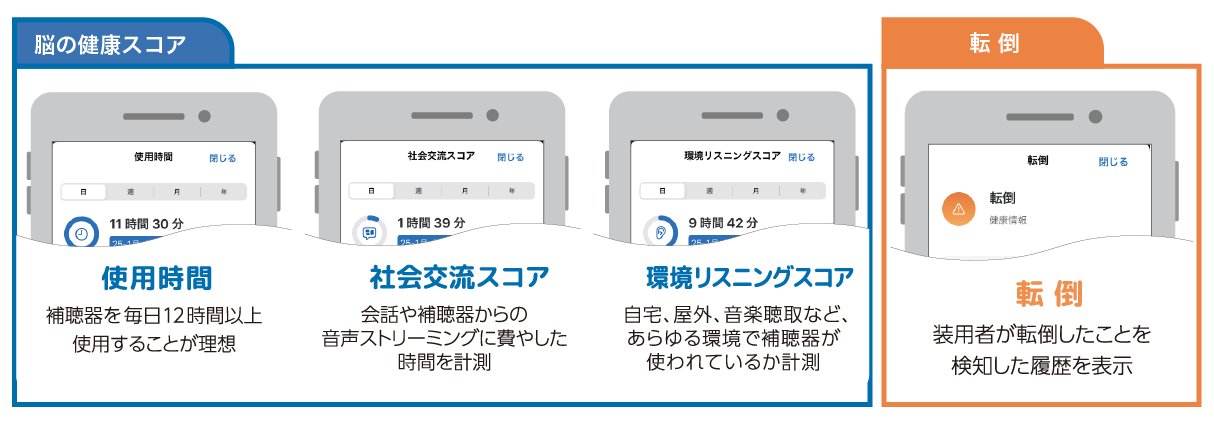 脳の健康スコア
使用時間 閉じる
日 週 月 年
11 時間 30 分
使用時間
補聴器を毎日12時間以上
使用することが理想
社会交流スコア 閉じる
日 週 月 年
1 時間 39 分
社会交流スコア
会話や補聴器からの
音声ストリーミングに費やした
時間を計測
環境リスニングスコア 閉じる
日 週 月 年
9 時間 42 分
環境リスニングスコア
自宅、屋外、音楽聴取など、
あらゆる環境で補聴器が
使われているか計測
転倒
転倒 閉じる
転倒
健康情報
転倒
装用者が転倒したことを
検知した履歴を表示